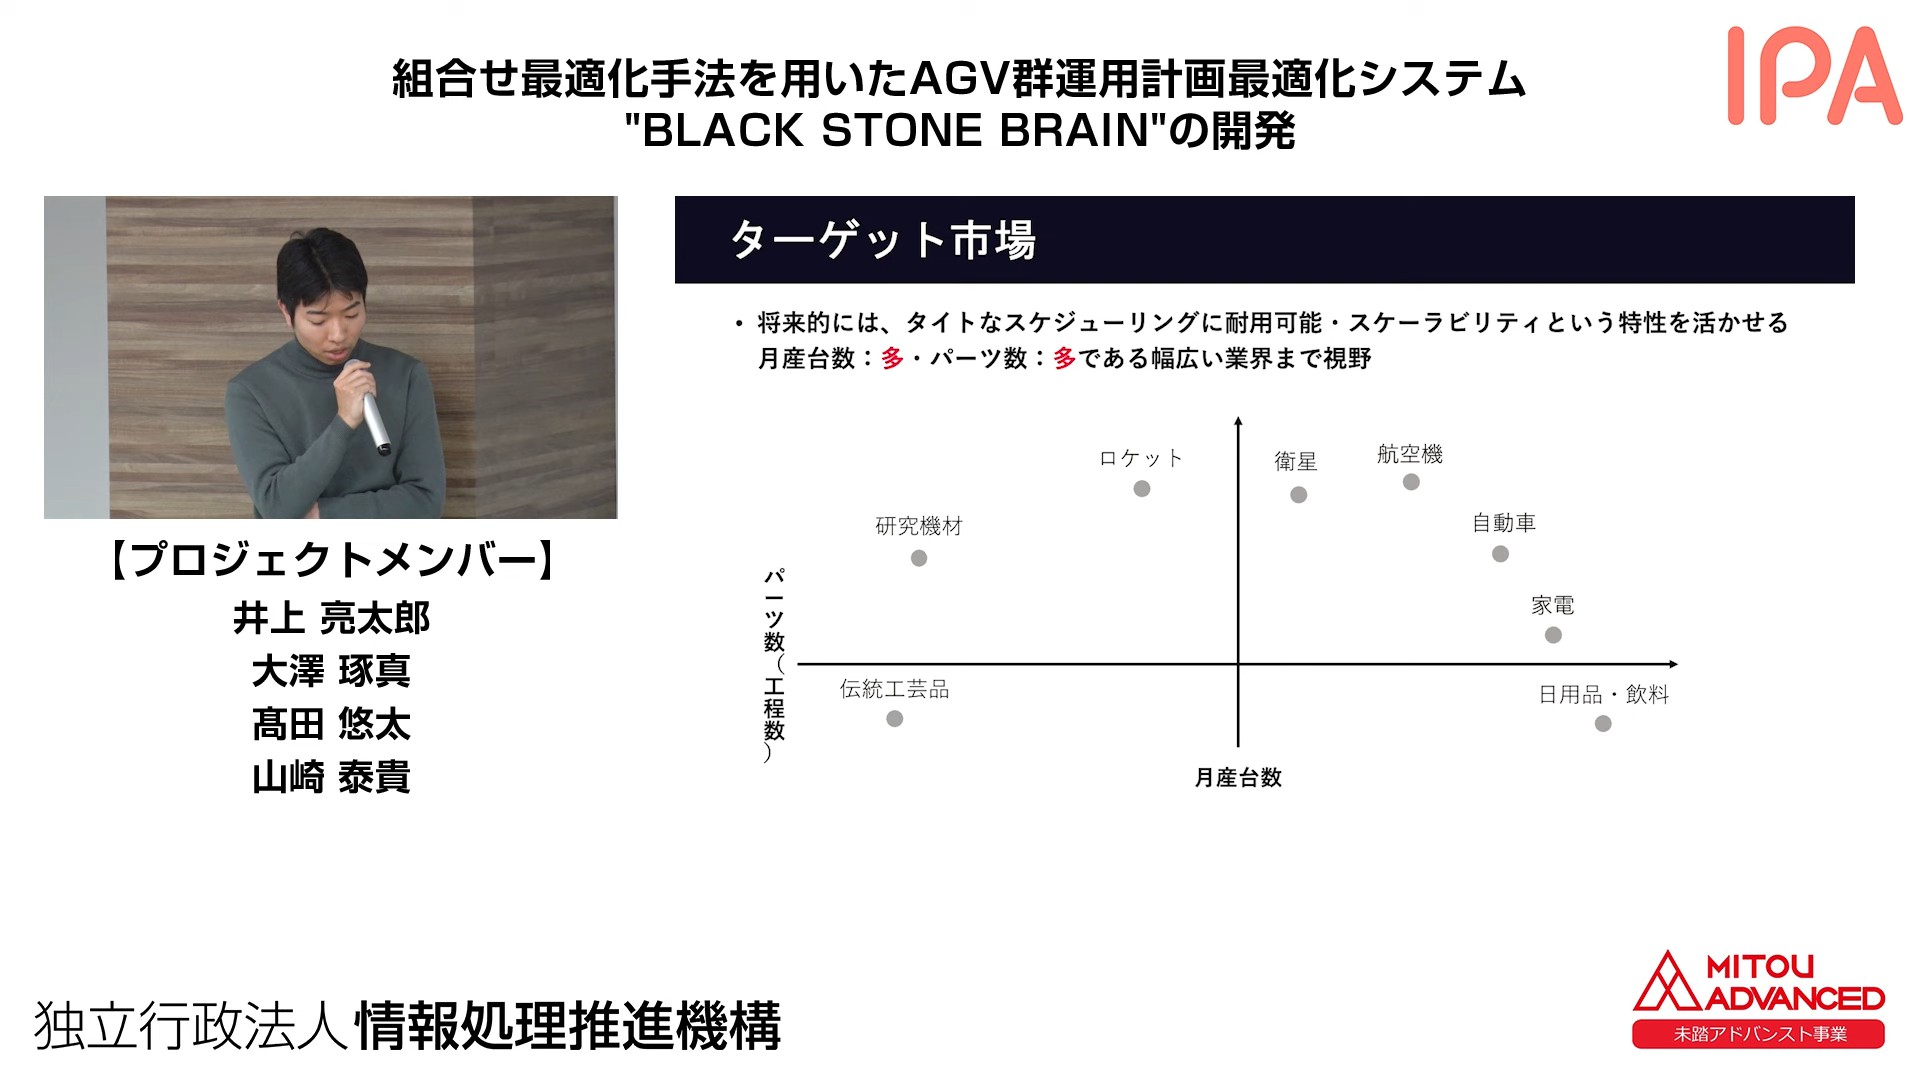 組合せ最適化手法を用いたAGV群運用計画最適化システム
"BLACK STONE BRAIN"の開発
IPA
【プロジェクトメンバー】
井上 亮太郎
大澤 琢真
髙田 悠太
山崎 泰貴
ターゲット市場
• 将来的には、タイトなスケジューリングに耐用可能・スケーラビリティという特性を活かせる
月産台数：多・パーツ数：多である幅広い業界まで視野
ロケット
衛星
航空機
研究機材
自動車
家電
パーツ数（工程数）
伝統工芸品
日用品・飲料
月産台数
独立行政法人情報処理推進機構
MITOU
ADVANCED
未踏アドバンスト事業